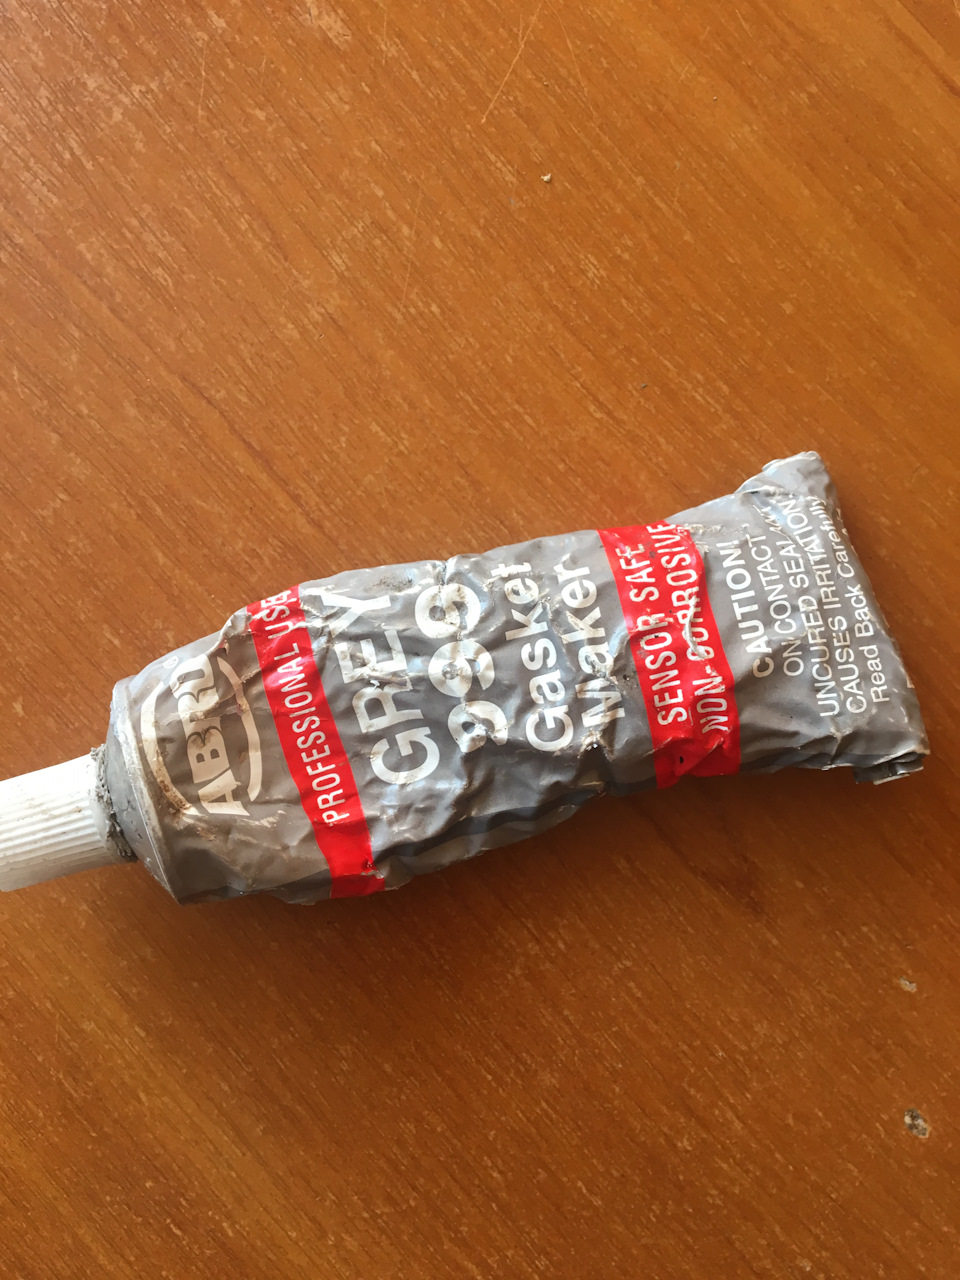 ABRO
®
PROFESSIONAL USE
GREY
999
Gasket
Maker
SENSOR SAFE
NON-CORROSIVE
CAUTION!
ON CONTACT
UNCURED SEALANT
CAUSES IRRITATION
Read Back Carefully